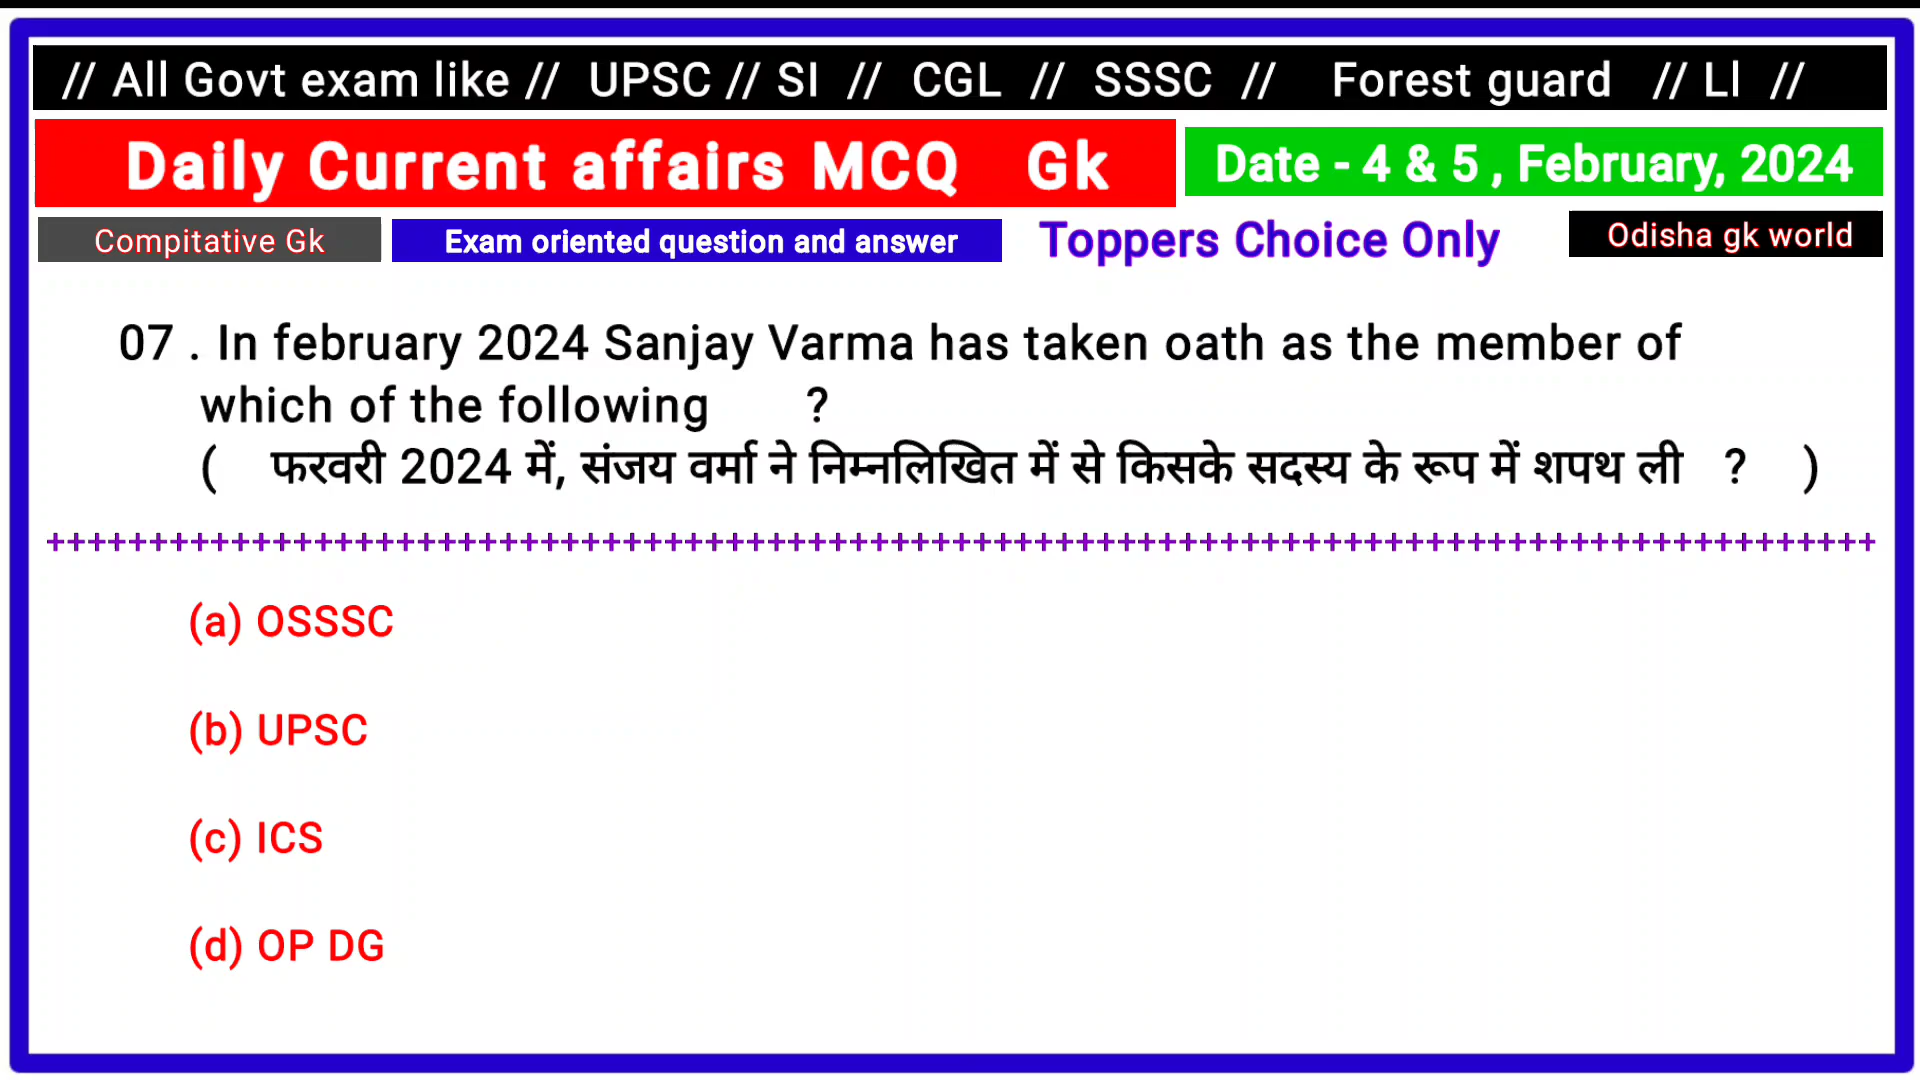 // All Govt exam like // UPSC // SI // CGL // SSSC // Forest guard // Ll //
Daily Current affairs MCQ Gk
Date - 4 & 5 , February, 2024
Compitative Gk
Exam oriented question and answer
Toppers Choice Only
Odisha gk world
07 . In february 2024 Sanjay Varma has taken oath as the member of
which of the following ?
( फरवरी 2024 में, संजय वर्मा ने निम्नलिखित में से किसके सदस्य के रूप में शपथ ली ? )
+++++++++++++++++++++++++++++++++++++++++++++++++++++++++++++++++++++++++++++++++++++++++
(a) OSSSC
(b) UPSC
(c) ICS
(d) OP DG